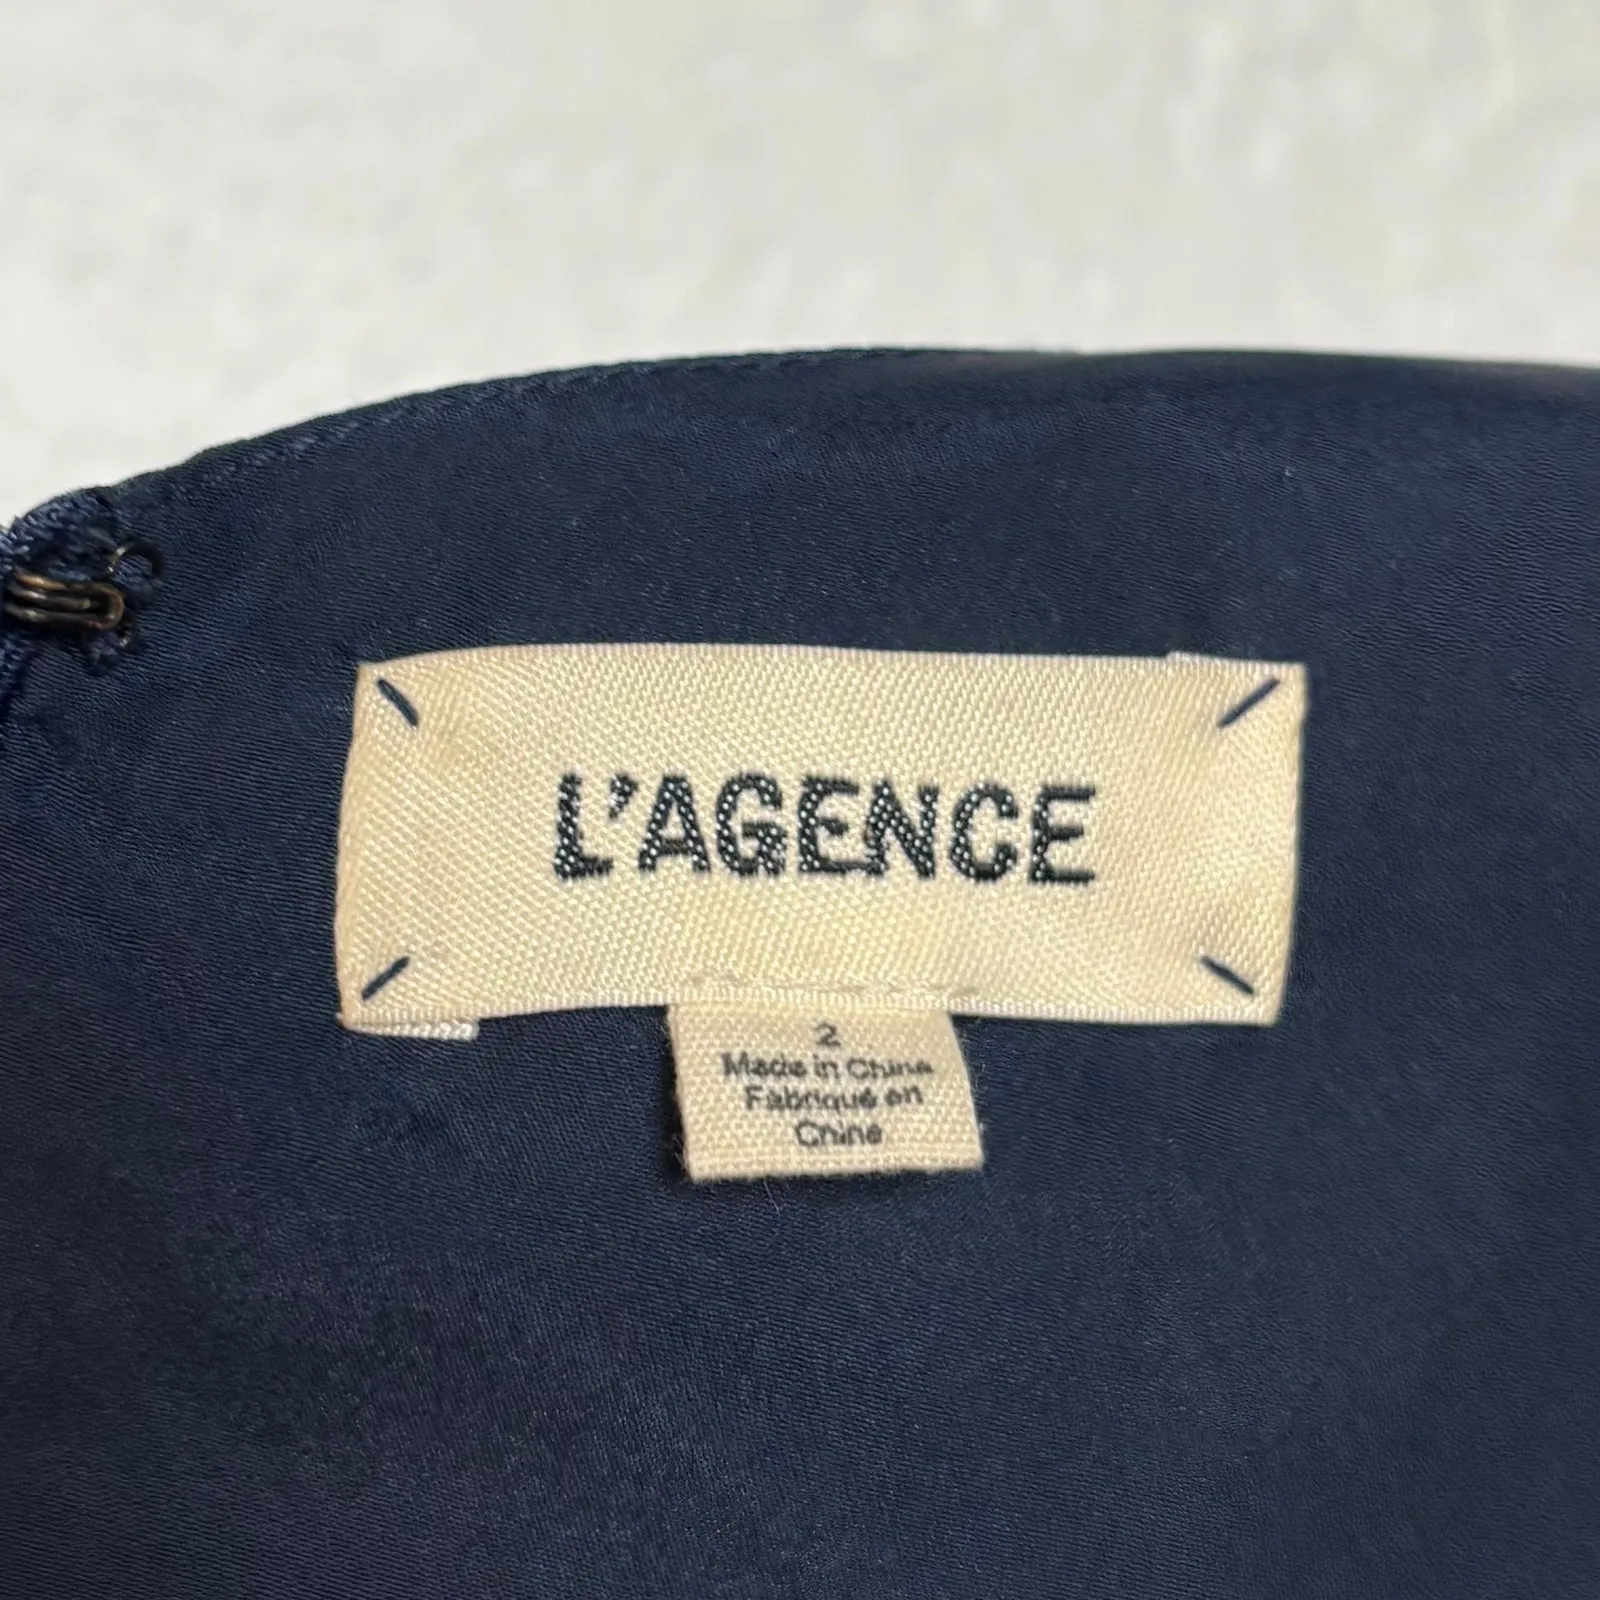 L'AGENCE
2
Made in China
Fabriqué en
Chine